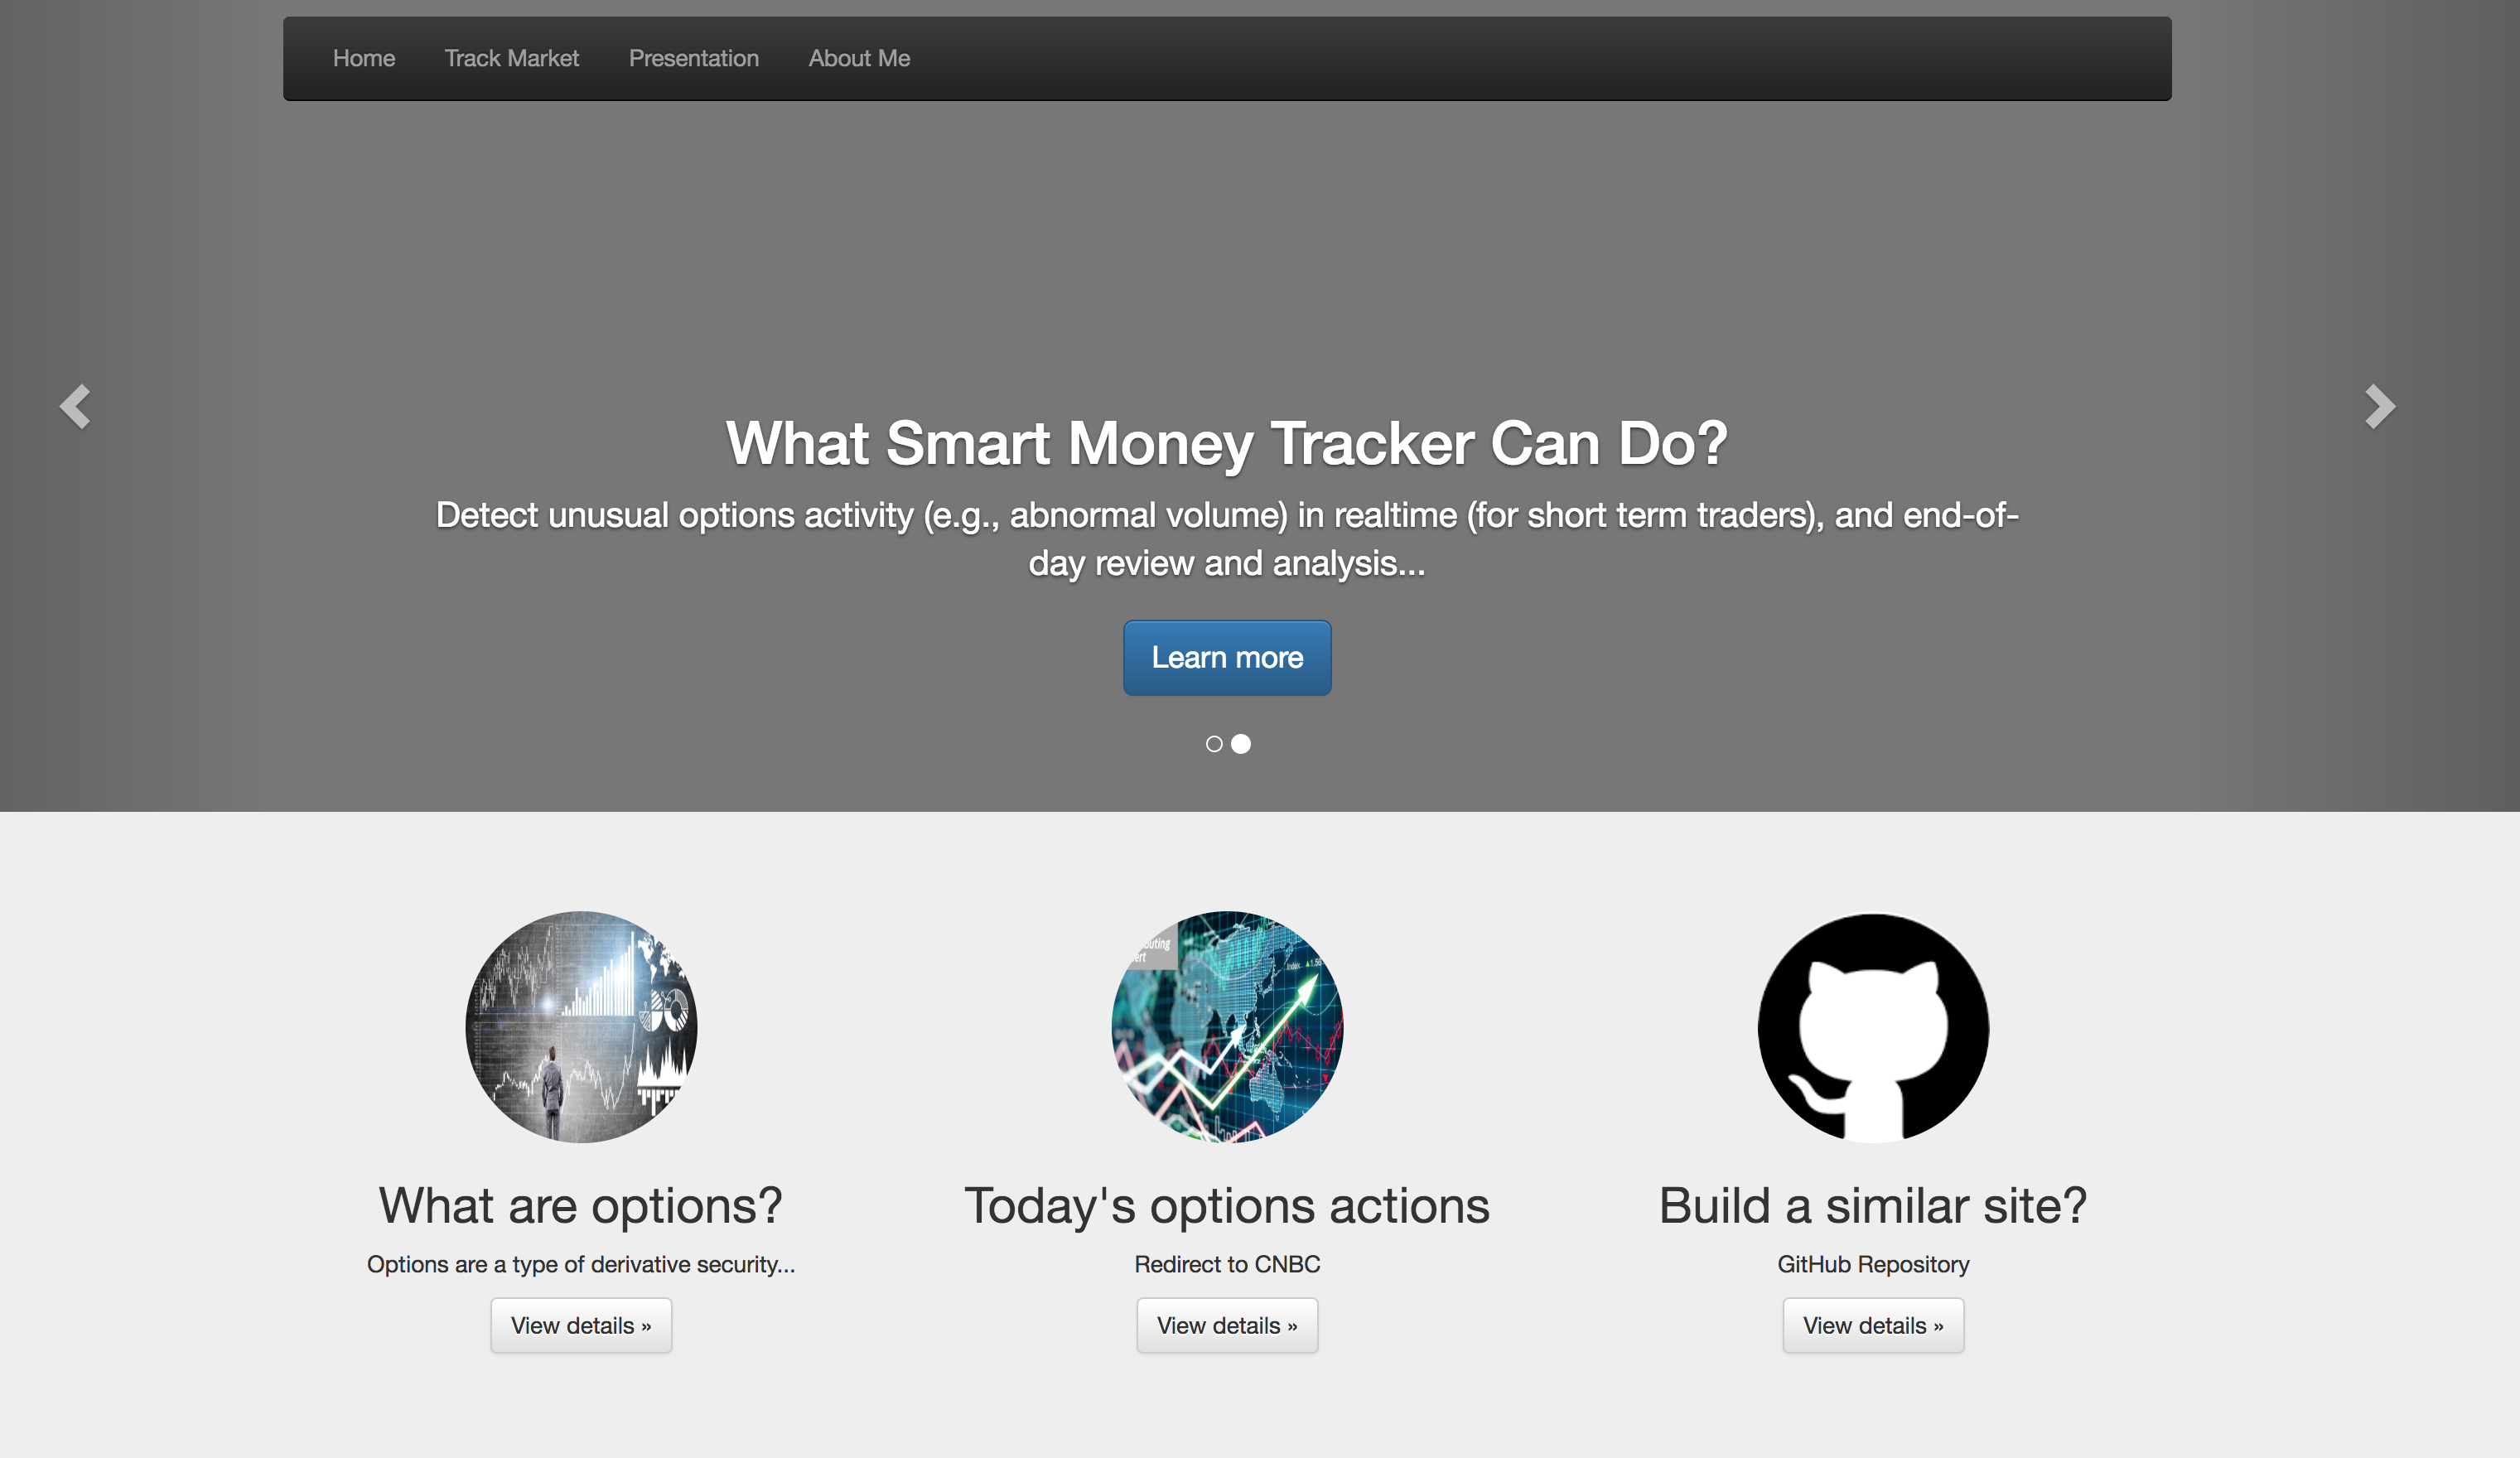 Home Track Market Presentation About Me
What Smart Money Tracker Can Do?
Detect unusual options activity (e.g., abnormal volume) in realtime (for short term traders), and end-of-
day review and analysis...
Learn more
What are options?
Options are a type of derivative security...
View details »
Today's options actions
Redirect to CNBC
View details »
Build a similar site?
GitHub Repository
View details »